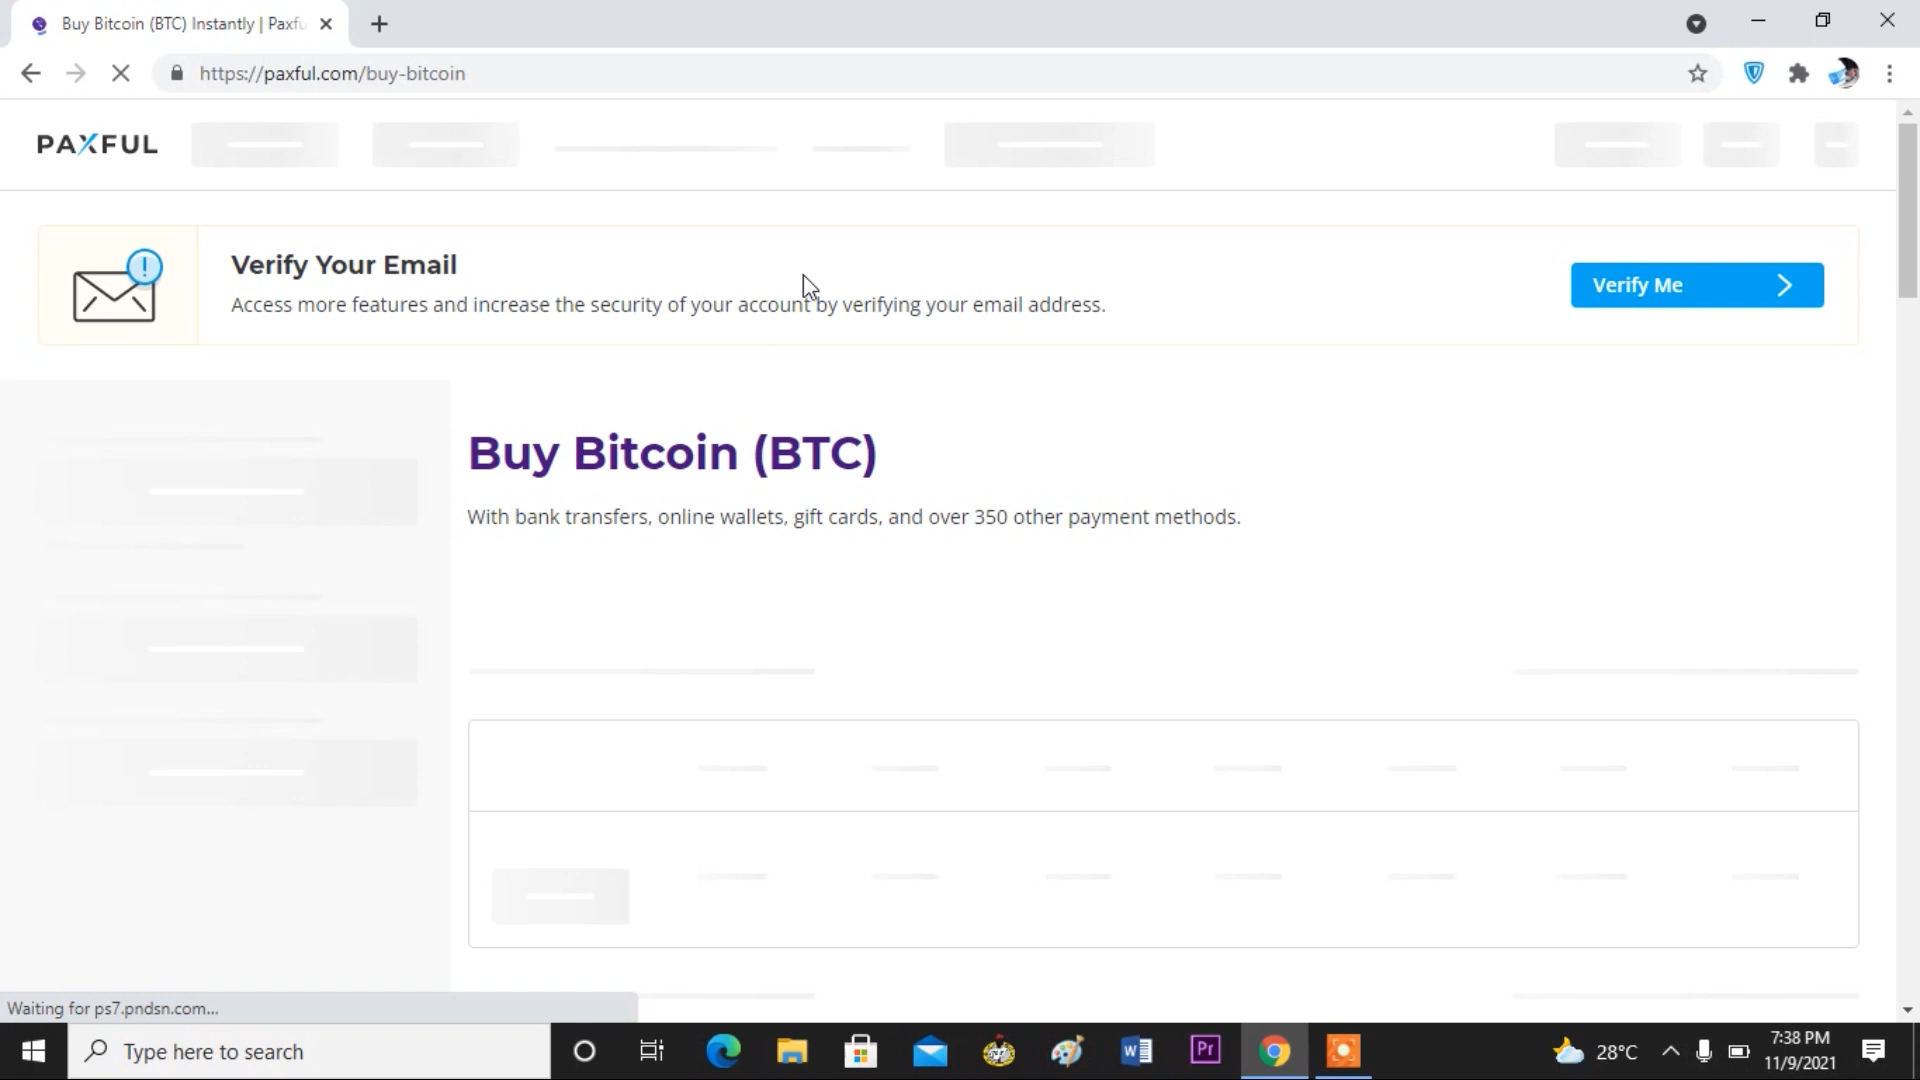 Buy Bitcoin (BTC) Instantly | Paxfu
https://paxful.com/buy-bitcoin
PAXFUL
Verify Your Email
Access more features and increase the security of your account by verifying your email address.
Verify Me
Buy Bitcoin (BTC)
With bank transfers, online wallets, gift cards, and over 350 other payment methods.
Waiting for ps7.pndsn.com...
Type here to search
W
Pr
28°C
7:38 PM
11/9/2021